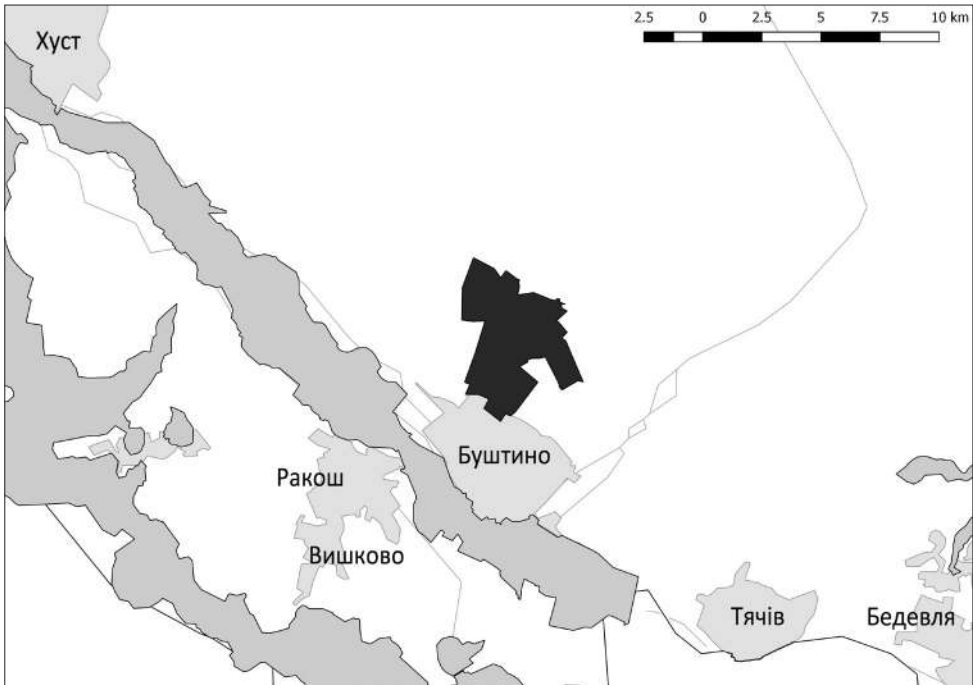 2.5 0 2.5 5 7.5 10 km
Хуст
Буштино
Ракош
Вишково
Тячів
Бедевля